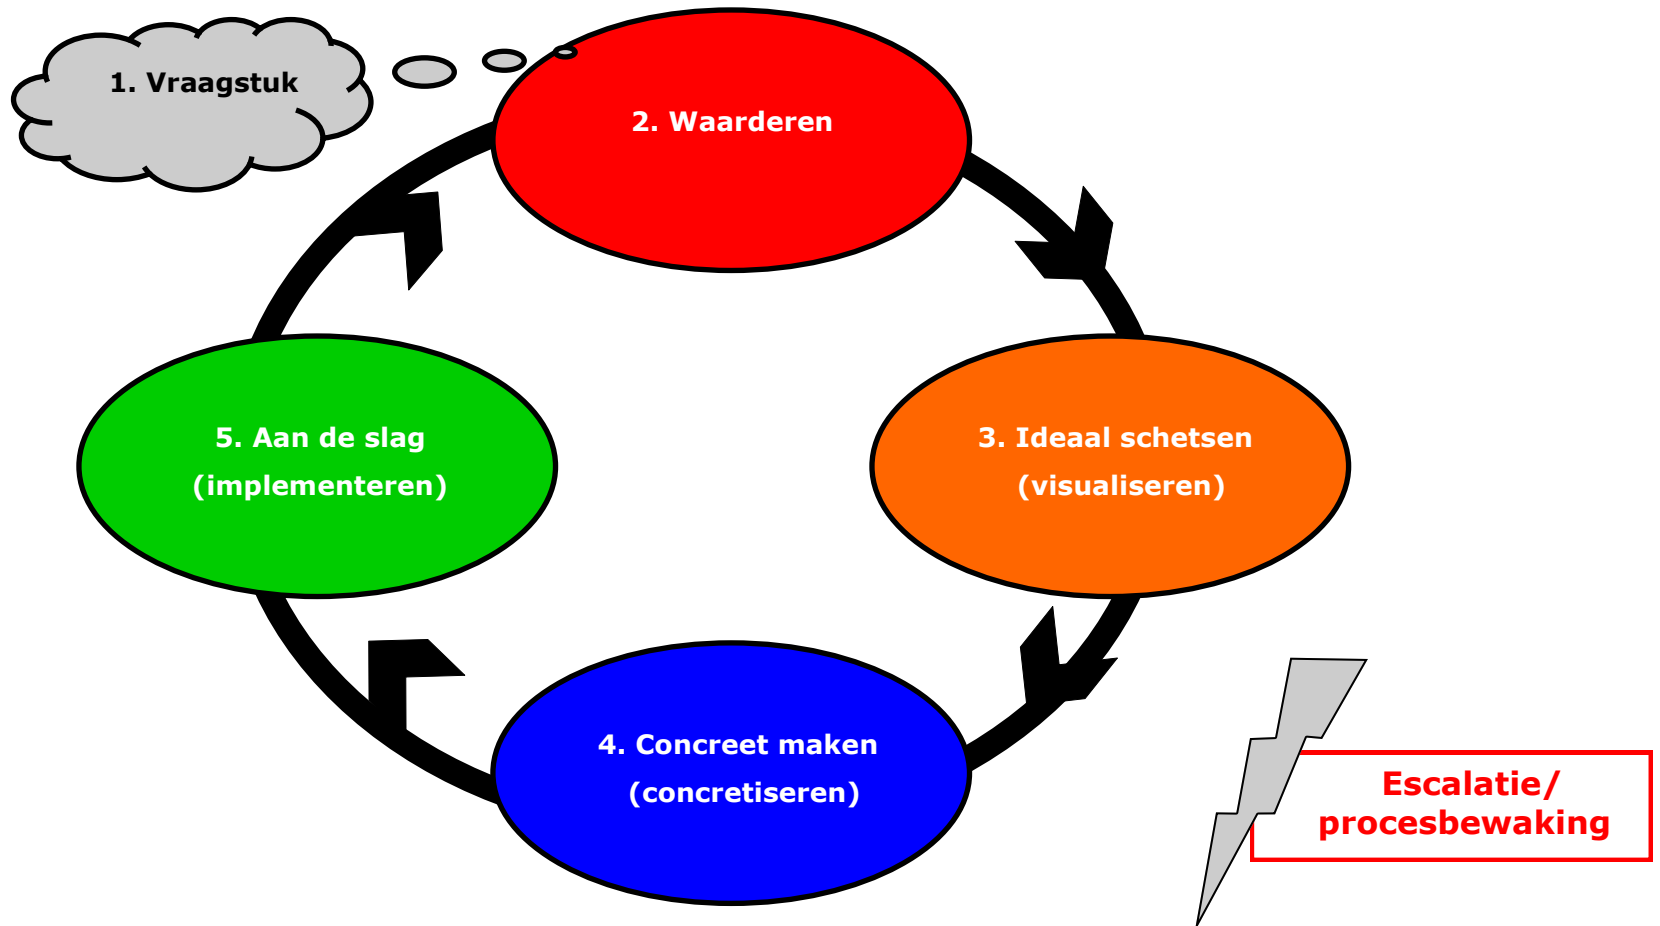 1. Vraagstuk
2. Waarderen
3. Ideaal schetsen
(visualiseren)
4. Concreet maken
(concretiseren)
5. Aan de slag
(implementeren)
Escalatie/
procesbewaking